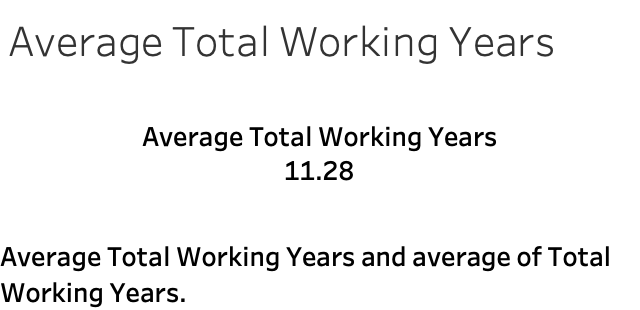 Average Total Working Years
Average Total Working Years
11.28
Average Total Working Years and average of Total
Working Years.